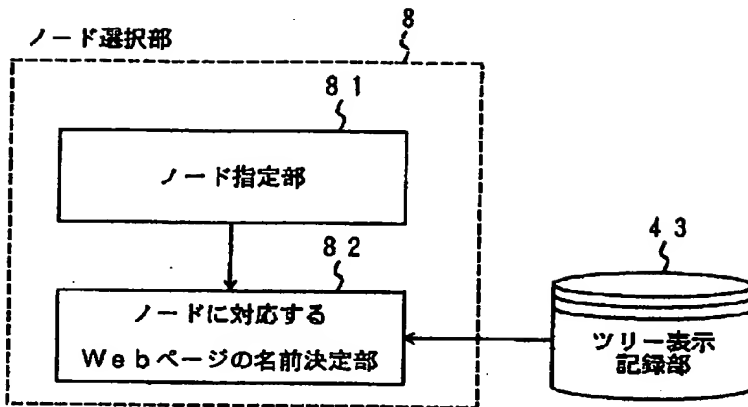 8
ノード選択部
81
ノード指定部
82
ノードに対応する
Webページの名前決定部
43
ツリー表示
記録部